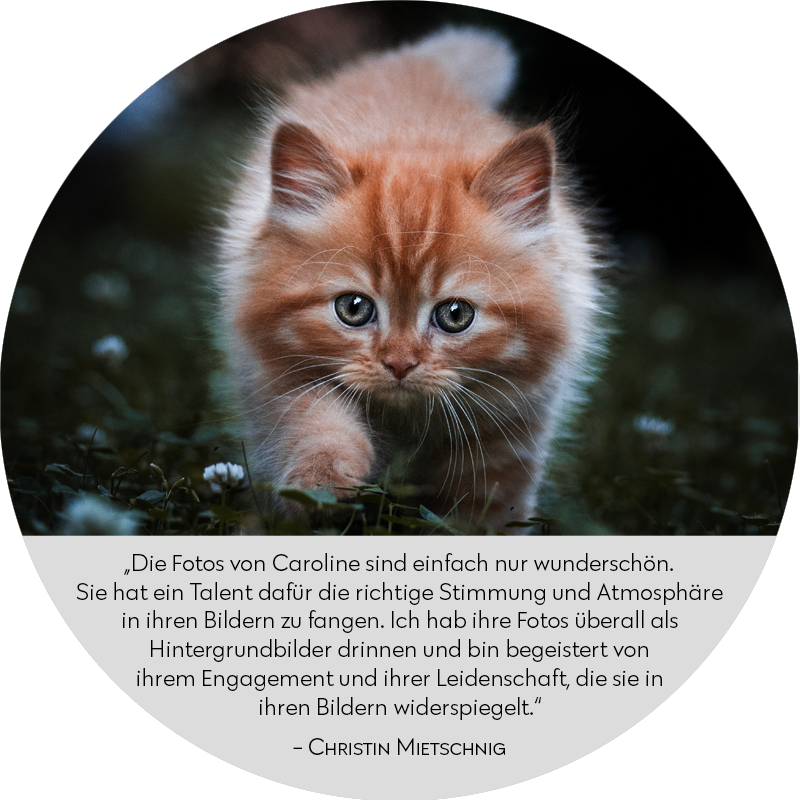 „Die Fotos von Caroline sind einfach nur wunderschön.
Sie hat ein Talent dafür die richtige Stimmung und Atmosphäre
in ihren Bildern zu fangen. Ich hab ihre Fotos überall als
Hintergrundbilder drinnen und bin begeistert von
ihrem Engagement und ihrer Leidenschaft, die sie in
ihren Bildern widerspiegelt.“
– Christin Mietschnig